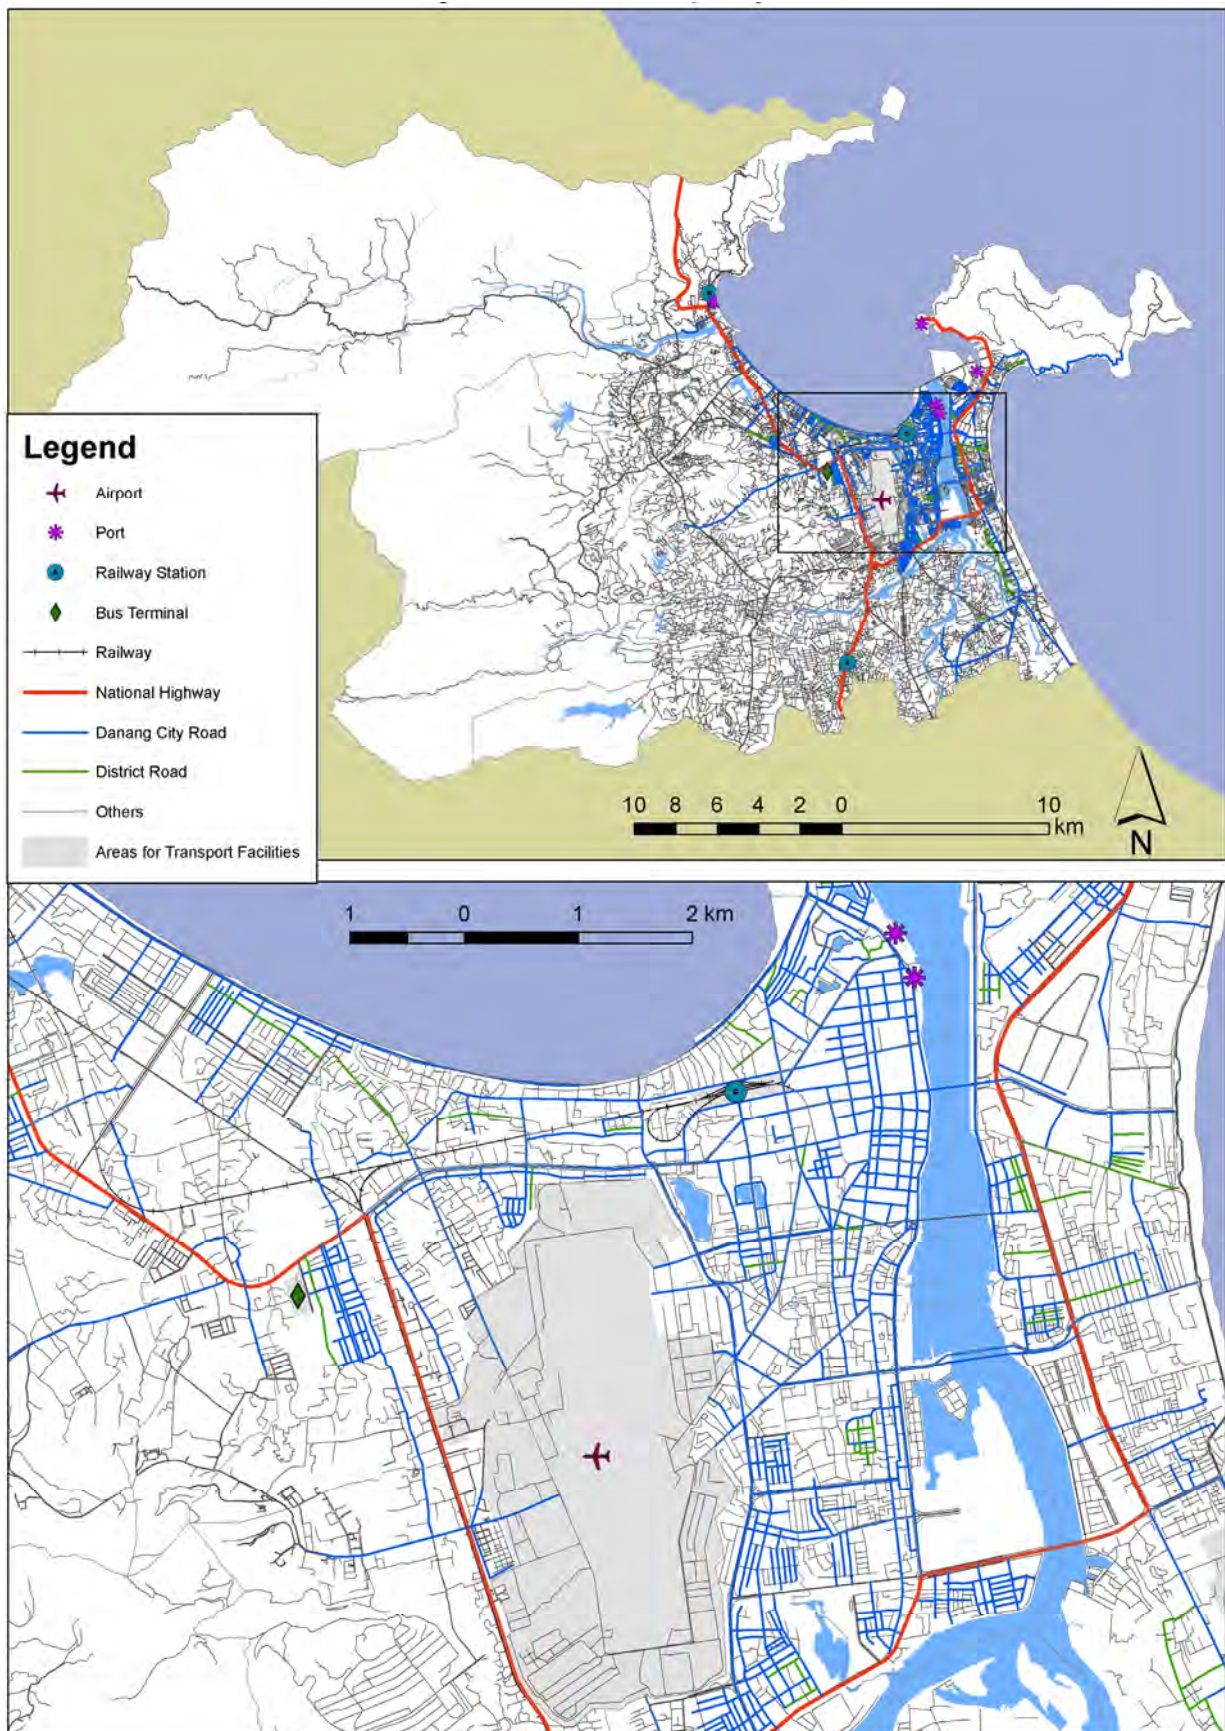 Legend
Airport
Port
Railway Station
Bus Terminal
Railway
National Highway
Danang City Road
District Road
Others
Areas for Transport Facilities
10 8 6 4 2 0 10
km
N
1 0 1 2 km